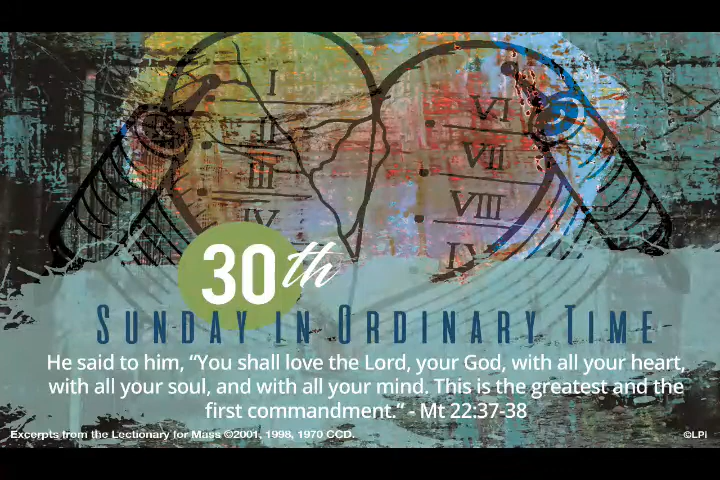 I
II
III
IV
VI
VII
VIII
30th
SUNDAY IN ORDINARY TIME
He said to him, “You shall love the Lord, your God, with all your heart,
with all your soul, and with all your mind. This is the greatest and the
first commandment.” - Mt 22:37-38
Excerpts from the Lectionary for Mass ©2001, 1998, 1970 CCD.
©LPi